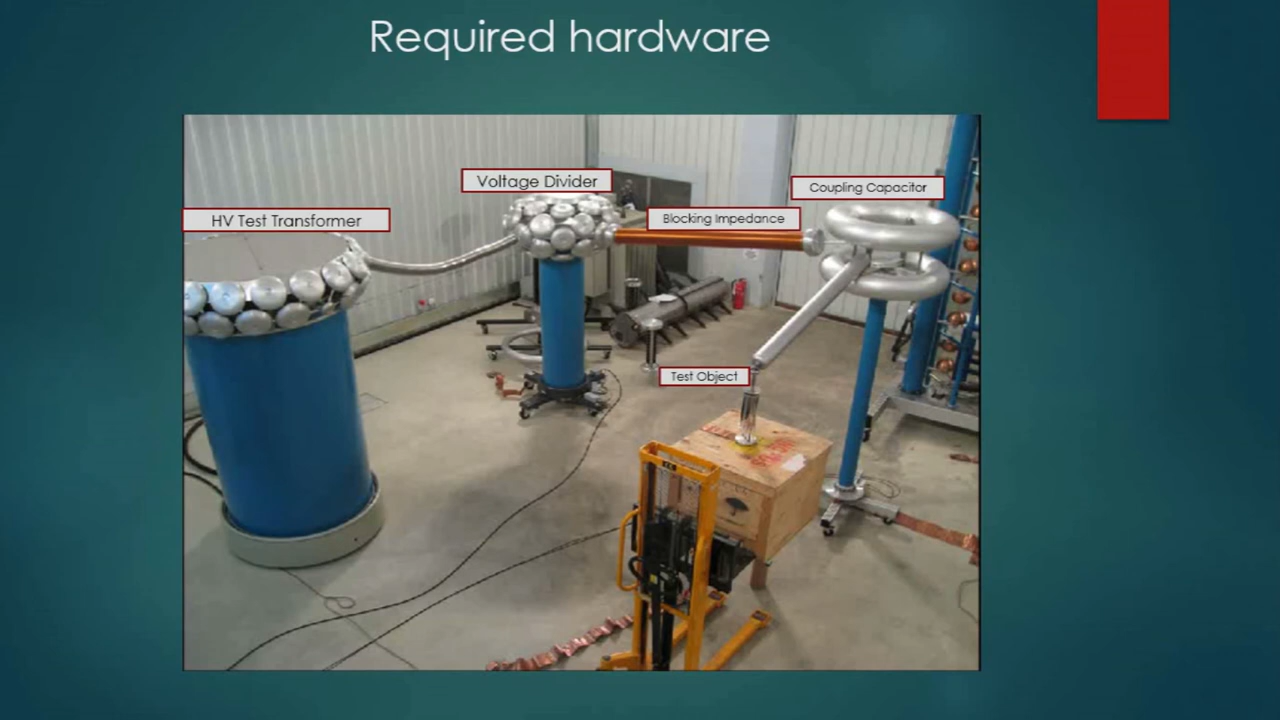 Required hardware
Voltage Divider
Coupling Capacitor
HV Test Transformer
Blocking Impedance
Test Object